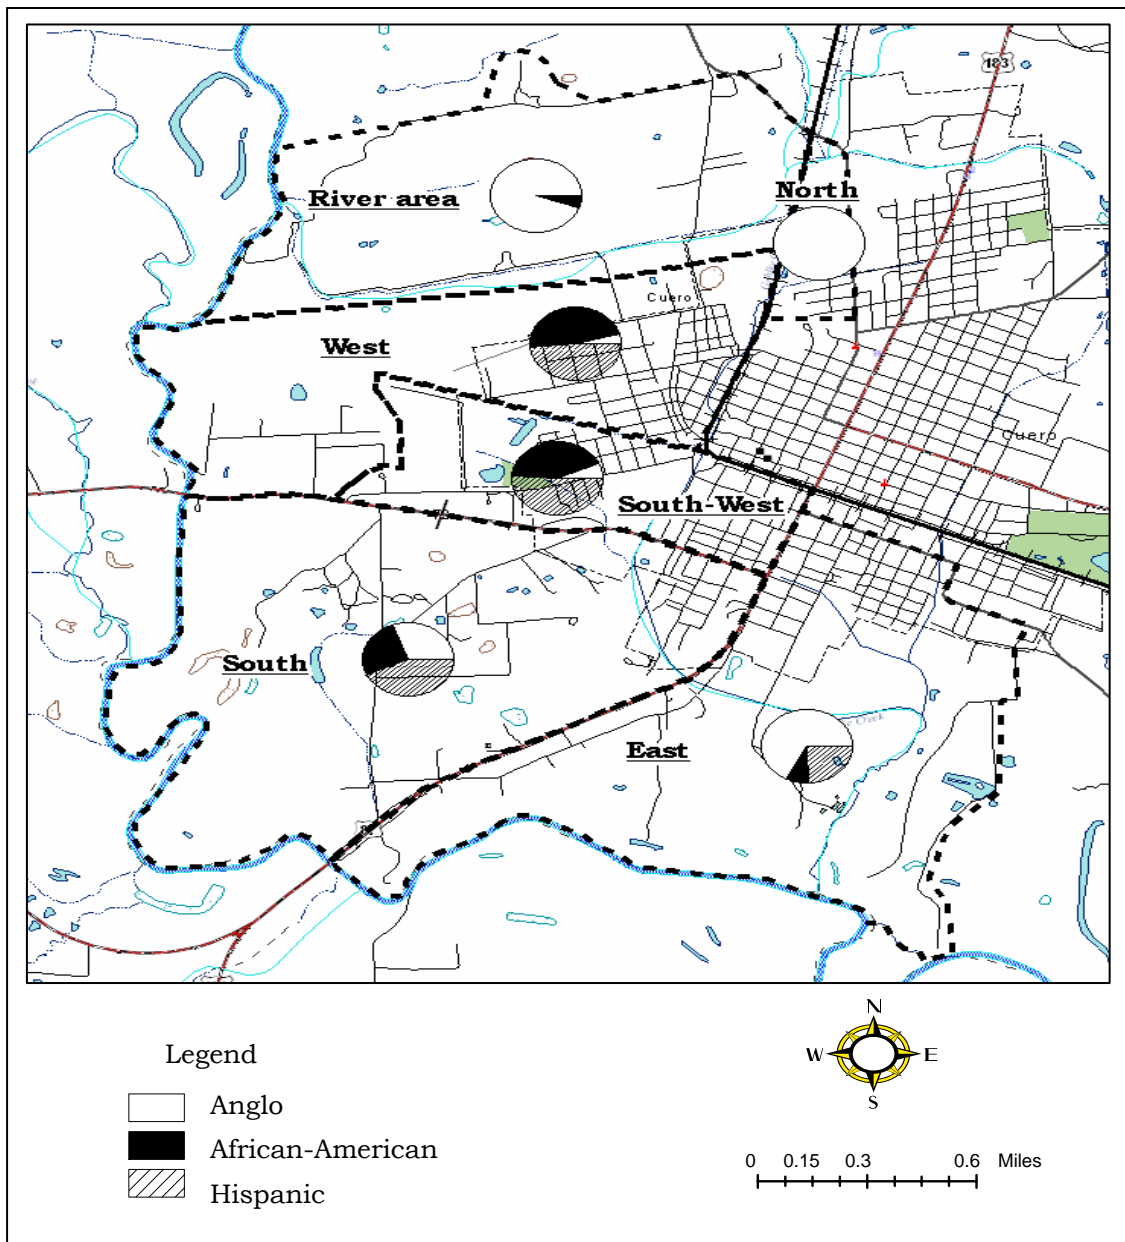 183
North
River area
Cuero
West
Cuero
South-West
South
East
Creek
N
W E
S
Legend
Anglo
African-American
Hispanic
0 0.15 0.3 0.6 Miles